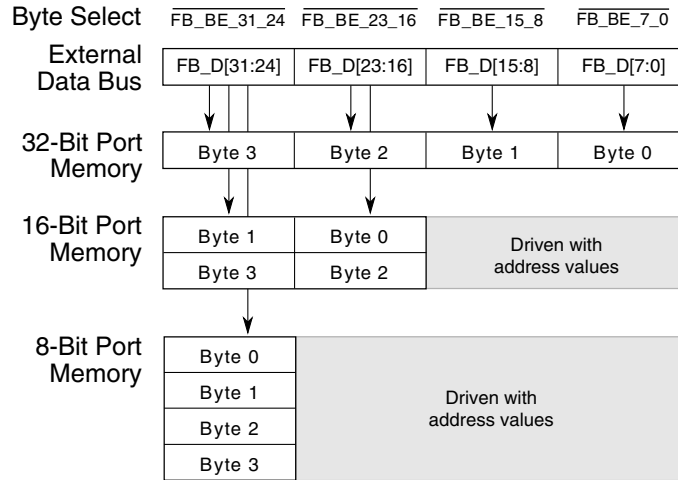 Byte Select FB_BE_31_24 FB_BE_23_16 FB_BE_15_8 FB_BE_7_0
External
Data Bus
FB_D[31:24] FB_D[23:16] FB_D[15:8] FB_D[7:0]
32-Bit Port
Memory
Byte 3 Byte 2 Byte 1 Byte 0
16-Bit Port
Memory
Byte 1 Byte 0
Byte 3 Byte 2
Driven with
address values
8-Bit Port
Memory
Byte 0
Byte 1
Byte 2
Byte 3
Driven with
address values